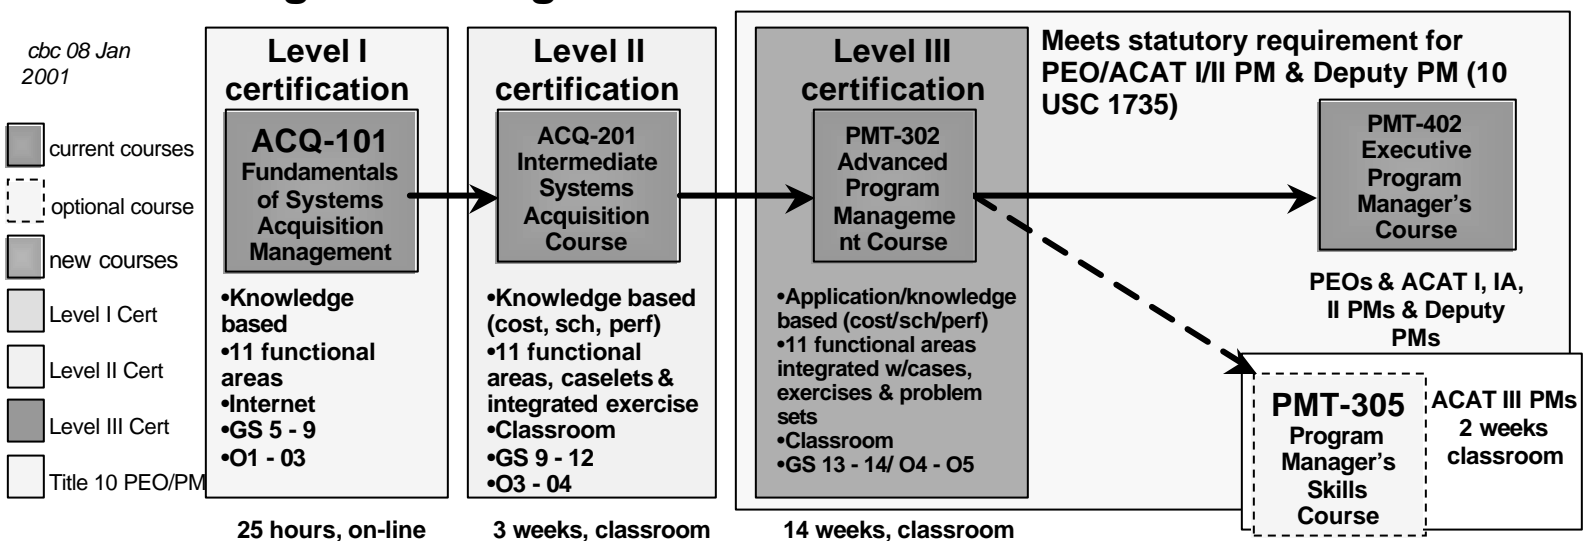 cbc 08 Jan
2001
current courses
optional course
new courses
Level I Cert
Level II Cert
Level III Cert
Title 10 PEO/PM
Level I
certification
ACQ-101
Fundamentals
of Systems
Acquisition
Management
•Knowledge
based
•11 functional
areas
•Internet
•GS 5 - 9
•O1 - 03
25 hours, on-line
Level II
certification
ACQ-201
Intermediate
Systems
Acquisition
Course
•Knowledge based
(cost, sch, perf)
•11 functional
areas, caselets &
integrated exercise
•Classroom
•GS 9 - 12
•O3 - 04
3 weeks, classroom
Level III
certification
PMT-302
Advanced
Program
Manageme
nt Course
•Application/knowledge
based (cost/sch/perf)
•11 functional areas
integrated w/cases,
exercises & problem
sets
•Classroom
•GS 13 - 14/ O4 - O5
14 weeks, classroom
Meets statutory requirement for
PEO/ACAT I/II PM & Deputy PM (10
USC 1735)
PMT-402
Executive
Program
Manager's
Course
PEOs & ACAT I, IA,
II PMs & Deputy
PMs
PMT-305
Program
Manager's
Skills
Course
ACAT III PMs
2 weeks
classroom